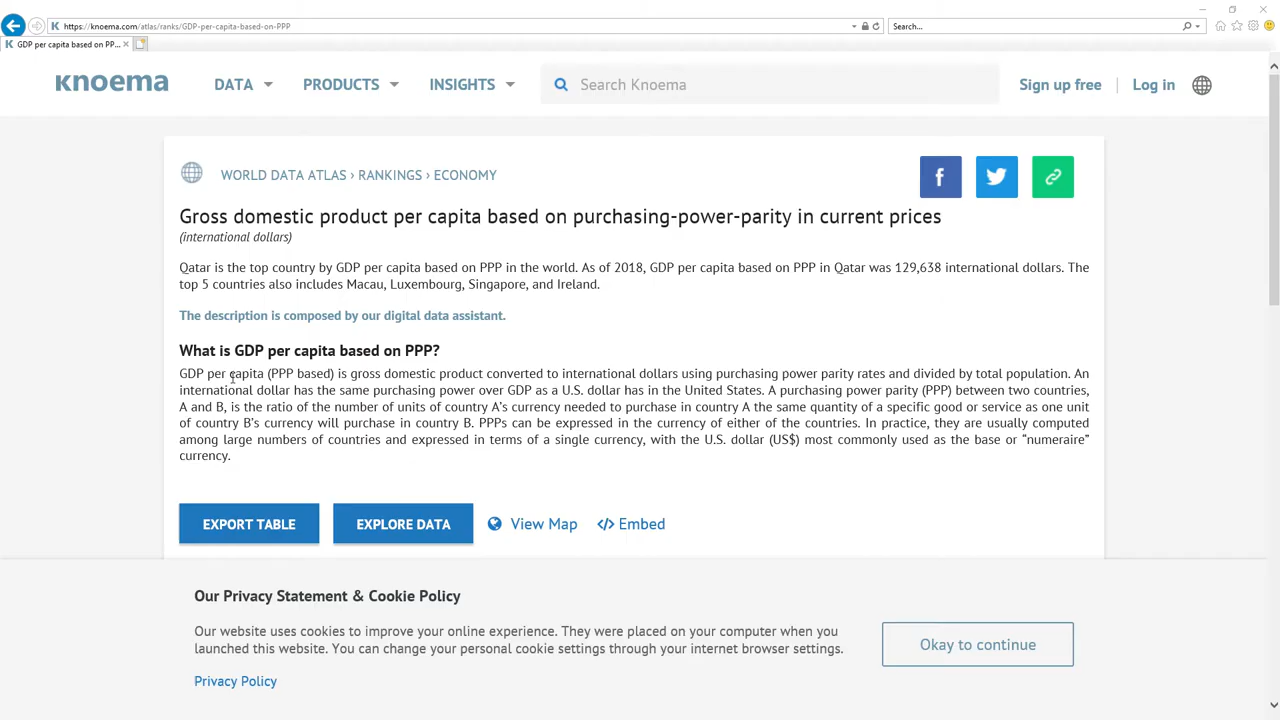 https://knoema.com/atlas/ranks/GDP-per-capita-based-on-PPP
Search...
GDP per capita based on PP...
knoema
DATA
PRODUCTS
INSIGHTS
Search Knoema
Sign up free
Log in
WORLD DATA ATLAS › RANKINGS › ECONOMY
Gross domestic product per capita based on purchasing-power-parity in current prices
(international dollars)
Qatar is the top country by GDP per capita based on PPP in the world. As of 2018, GDP per capita based on PPP in Qatar was 129,638 international dollars. The
top 5 countries also includes Macau, Luxembourg, Singapore, and Ireland.
The description is composed by our digital data assistant.
What is GDP per capita based on PPP?
GDP per capita (PPP based) is gross domestic product converted to international dollars using purchasing power parity rates and divided by total population. An
international dollar has the same purchasing power over GDP as a U.S. dollar has in the United States. A purchasing power parity (PPP) between two countries,
A and B, is the ratio of the number of units of country A's currency needed to purchase in country A the same quantity of a specific good or service as one unit
of country B's currency will purchase in country B. PPPs can be expressed in the currency of either of the countries. In practice, they are usually computed
among large numbers of countries and expressed in terms of a single currency, with the U.S. dollar (US$) most commonly used as the base or "numeraire"
currency.
EXPORT TABLE
EXPLORE DATA
View Map
</> Embed
Our Privacy Statement & Cookie Policy
Our website uses cookies to improve your online experience. They were placed on your computer when you
launched this website. You can change your personal cookie settings through your internet browser settings.
Okay to continue
Privacy Policy